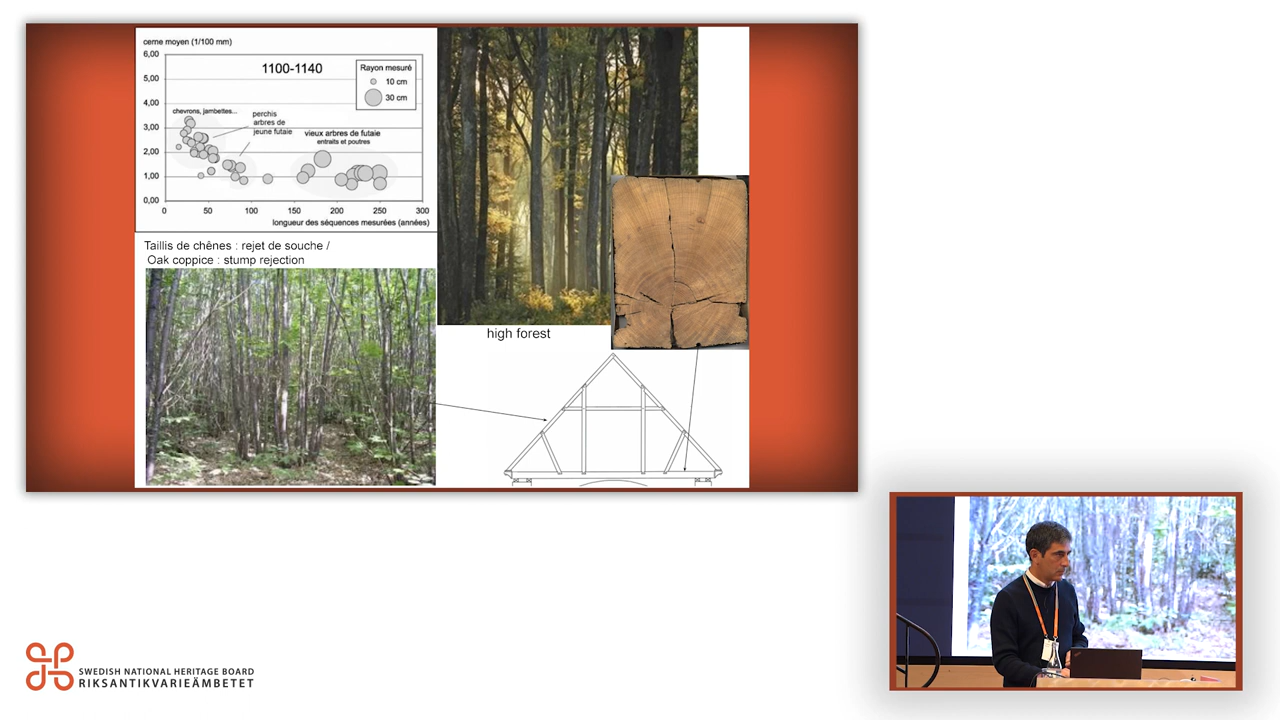 cerne moyen (1/100 mm)
6,00
5,00
4,00
3,00
2,00
1,00
0,00
1100-1140
Rayon mesuré
10 cm
30 cm
chevrons, jambettes...
perchis
arbres de
jeune futaie
vieux arbres de futaie
entraits et poutres
0 50 100 150 200 250 300
longueur des séquences mesurées (années)
Taillis de chênes : rejet de souche /
Oak coppice : stump rejection
high forest
SWEDISH NATIONAL HERITAGE BOARD
RIKSANTIKVARIEÄMBETET